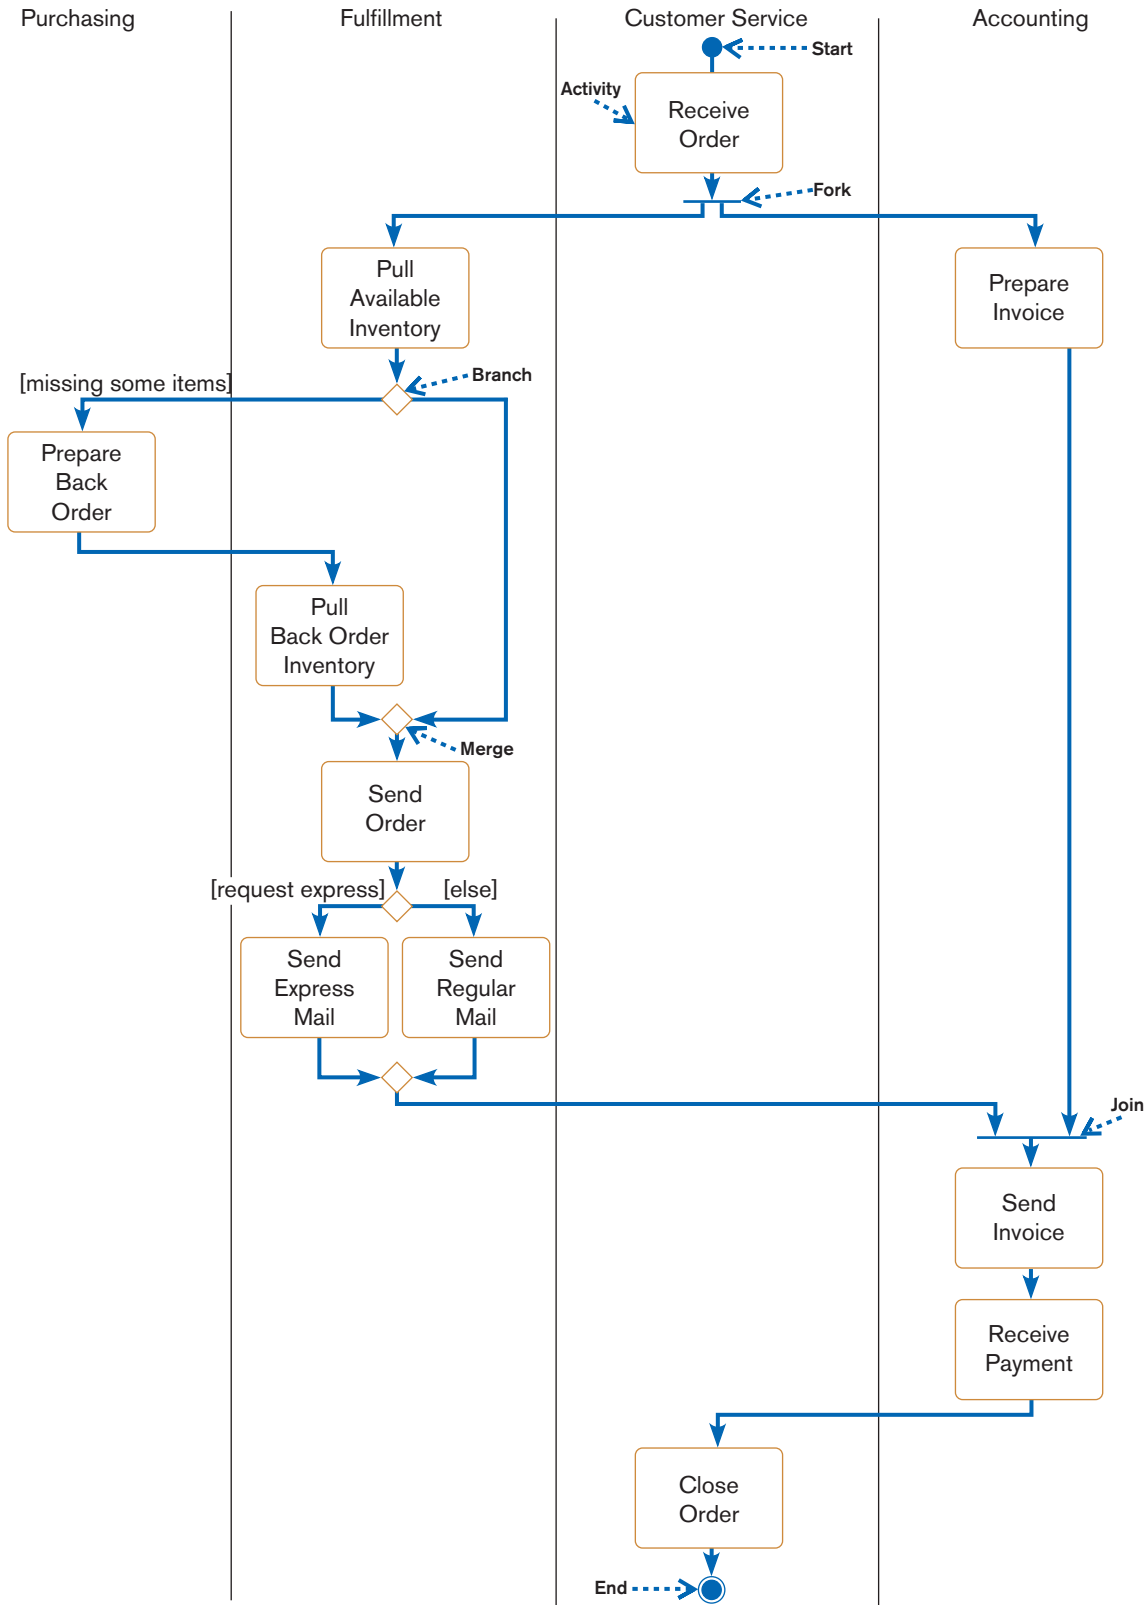 Purchasing
Fulfillment
Customer Service
Accounting
Start
Activity
Receive
Order
Fork
Pull
Available
Inventory
Prepare
Invoice
Branch
[missing some items]
Prepare
Back
Order
Pull
Back Order
Inventory
Merge
Send
Order
[request express]
[else]
Send
Express
Mail
Send
Regular
Mail
Join
Send
Invoice
Receive
Payment
Close
Order
End